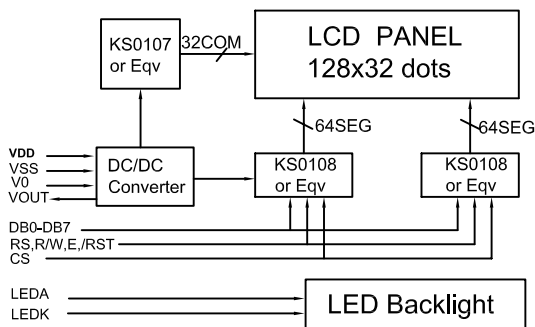 KS0107
or Eqv
32COM
LCD PANEL
128x32 dots
64SEG
64SEG
VDD
VSS
V0
VOUT
DC/DC
Converter
KS0108
or Eqv
KS0108
or Eqv
DB0-DB7
RS,R/W,E,/RST
CS
LEDA
LEDK
LED Backlight